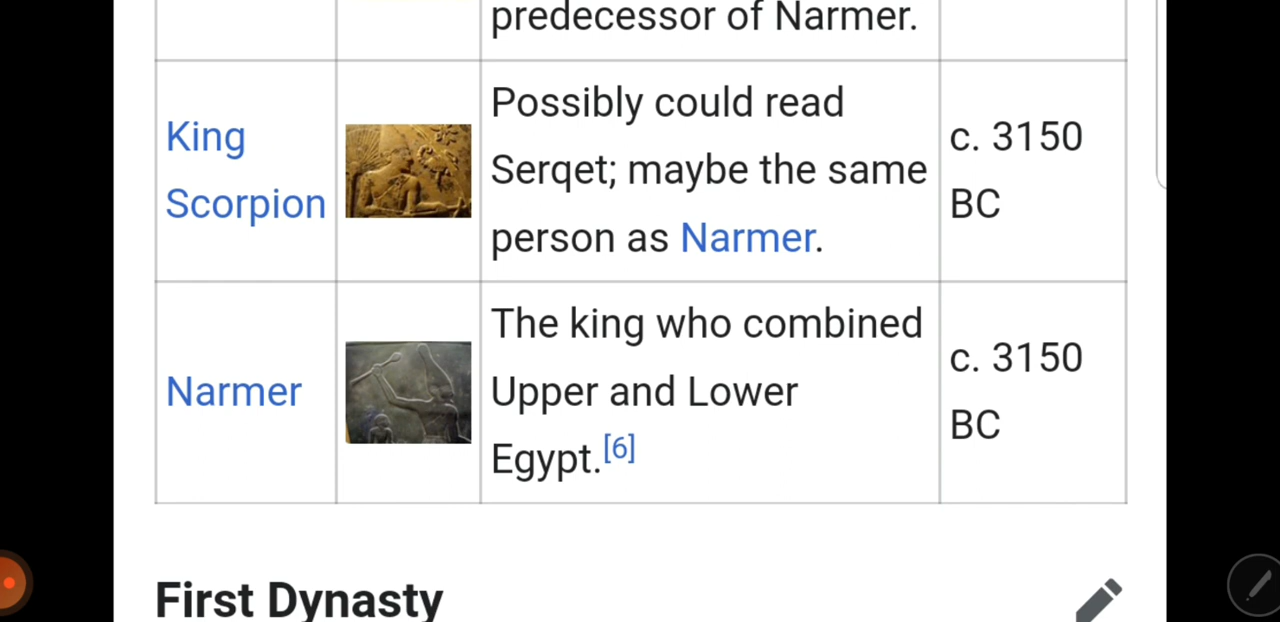 predecessor of Narmer.
King
Scorpion
Possibly could read
Serqet; maybe the same
person as Narmer.
c. 3150
BC
Narmer
The king who combined
Upper and Lower
Egypt.[6]
c. 3150
BC
First Dynasty